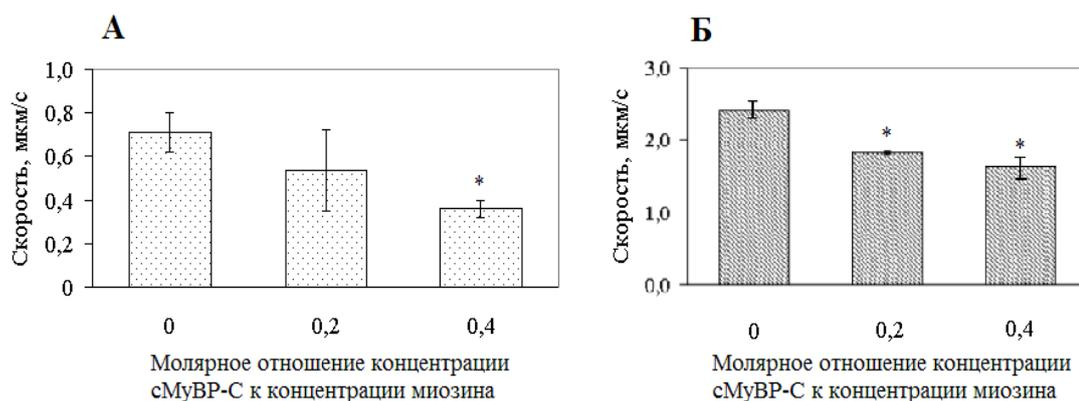 А
Скорость, мкм/с
1,0
0,8
0,6
0,4
0,2
0
*
0
0,2
0,4
Молярное отношение концентрации
cMyBP-C к концентрации миозина
Б
Скорость, мкм/с
3,0
2,0
1,0
0,0
*
*
0
0,2
0,4
Молярное отношение концентрации
cMyBP-C к концентрации миозина